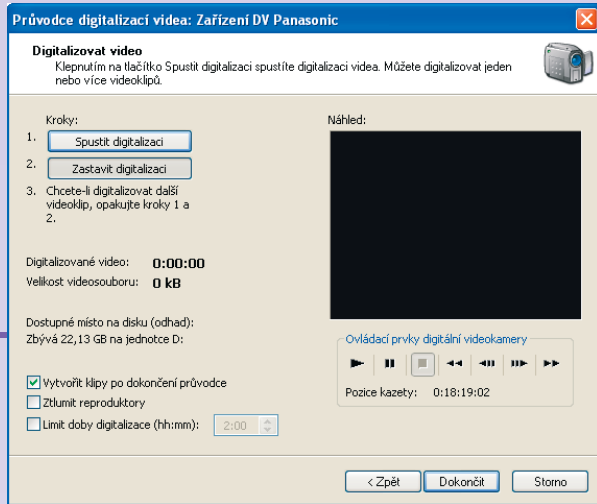 Průvodce digitalizací videa: Zařízení DV Panasonic
Digitalizovat video
Klepnutím na tlačítko Spustit digitalizaci spustíte digitalizaci videa. Můžete digitalizovat jeden
nebo více videoklipů.
Kroky:
1. Spustit digitalizaci
2. Zastavit digitalizaci
3. Chcete-li digitalizovat další
videoklip, opakujte kroky 1 a
2.
Digitalizované video: 0:00:00
Velikost videosouboru: 0 kB
Dostupné místo na disku (odhad):
Zbývá 22,13 GB na jednotce D:
Vytvořit klipy po dokončení průvodce
Ztlumit reproduktory
Limit doby digitalizace (hh:mm): 2:00
Náhled:
Ovládací prvky digitální videokamery
Pozice kazety: 0:18:19:02
< Zpět Dokončit Storno